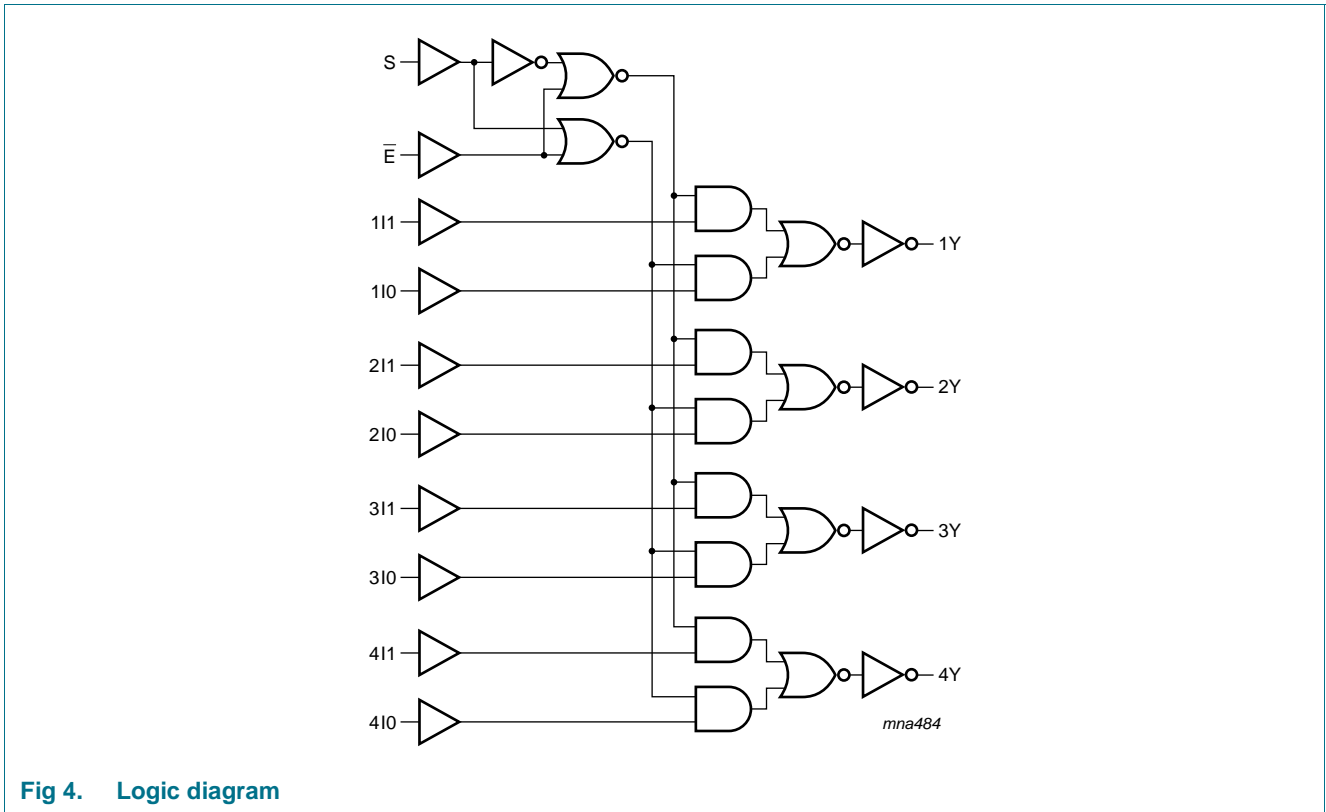 S
E̅
1I1
1I0
2I1
2I0
3I1
3I0
4I1
4I0
1Y
2Y
3Y
4Y
mna484
Fig 4. Logic diagram